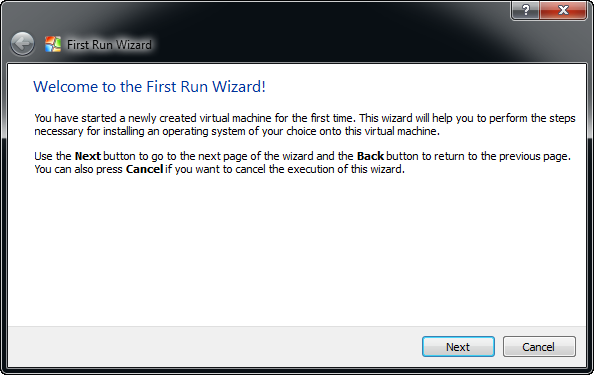 ?
First Run Wizard
Welcome to the First Run Wizard!
You have started a newly created virtual machine for the first time. This wizard will help you to perform the steps
necessary for installing an operating system of your choice onto this virtual machine.
Use the Next button to go to the next page of the wizard and the Back button to return to the previous page.
You can also press Cancel if you want to cancel the execution of this wizard.
Next
Cancel